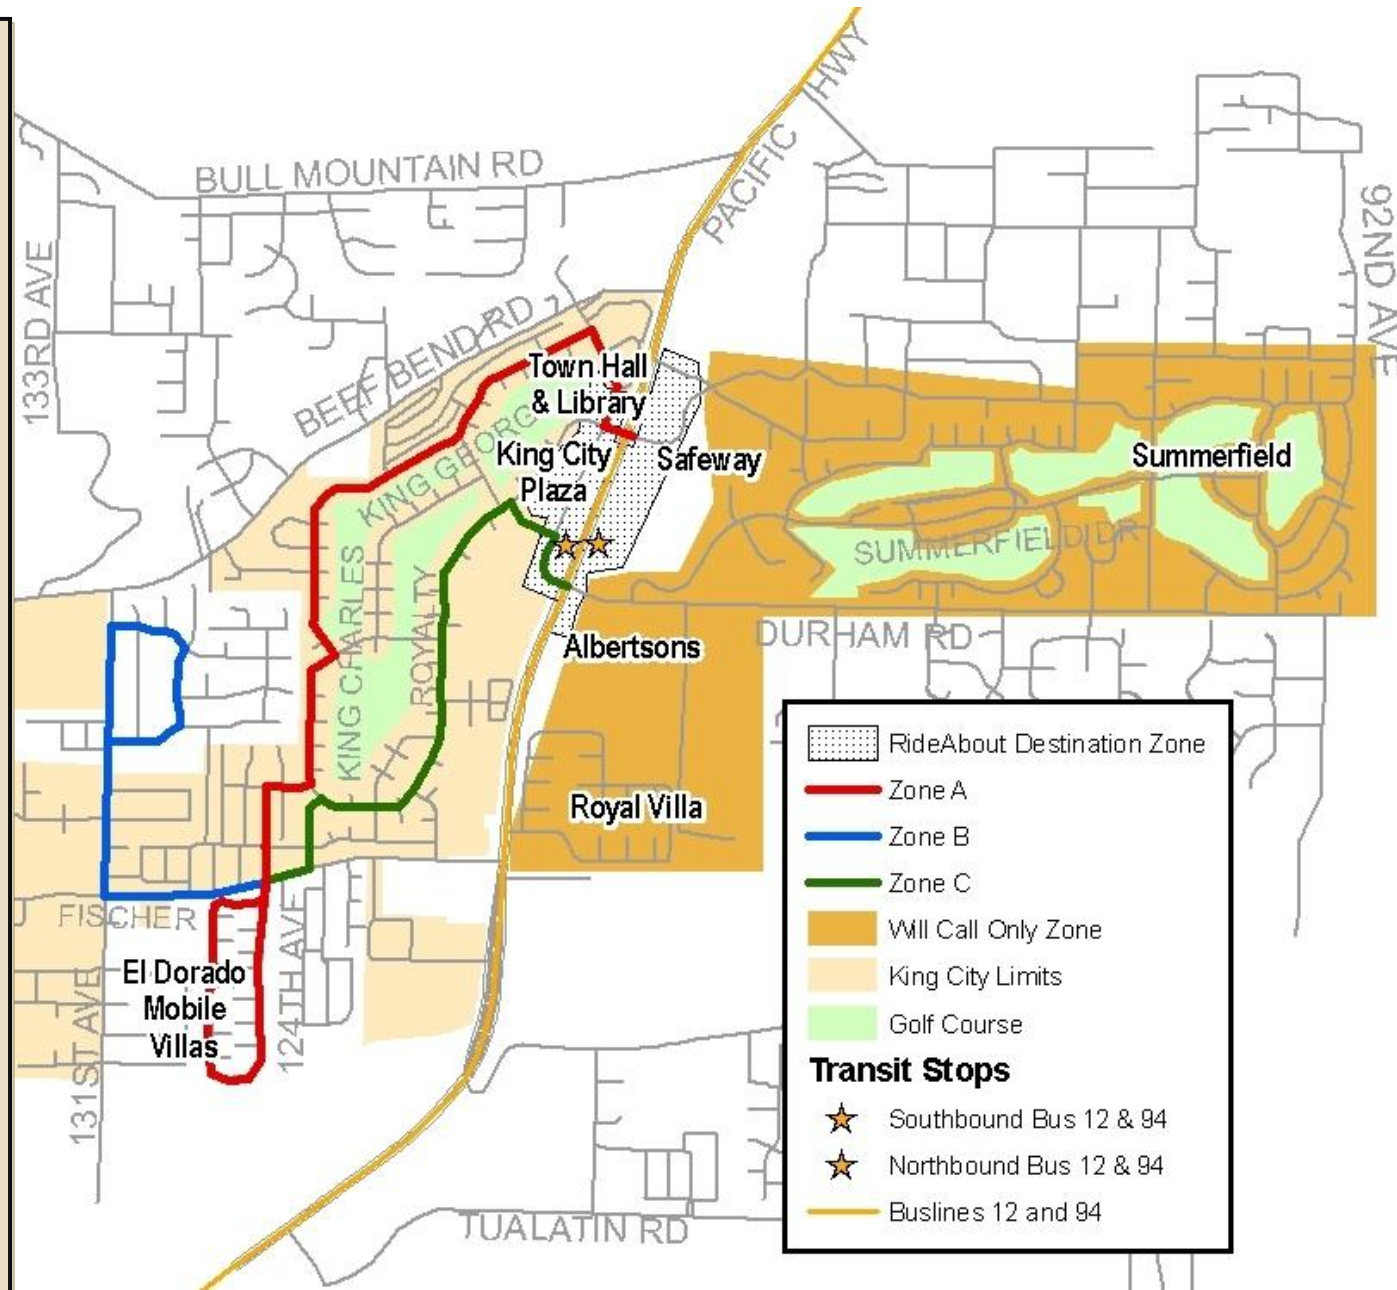 HWY
PACIFIC
BULL MOUNTAIN RD
92ND AVE
133RD AVE
BEEF BEND RD
Town Hall
& Library
KING GEORGE
King City
Plaza
Safeway
Summerfield
SUMMERFIELD DR
KING CHARLES
ROYALTY
DURHAM RD
Albertsons
Royal Villa
FISCHER
124TH AVE
El Dorado
Mobile
Villas
131ST AVE
TUALATIN RD
RideAbout Destination Zone
Zone A
Zone B
Zone C
Will Call Only Zone
King City Limits
Golf Course
Transit Stops
Southbound Bus 12 & 94
Northbound Bus 12 & 94
Buslines 12 and 94